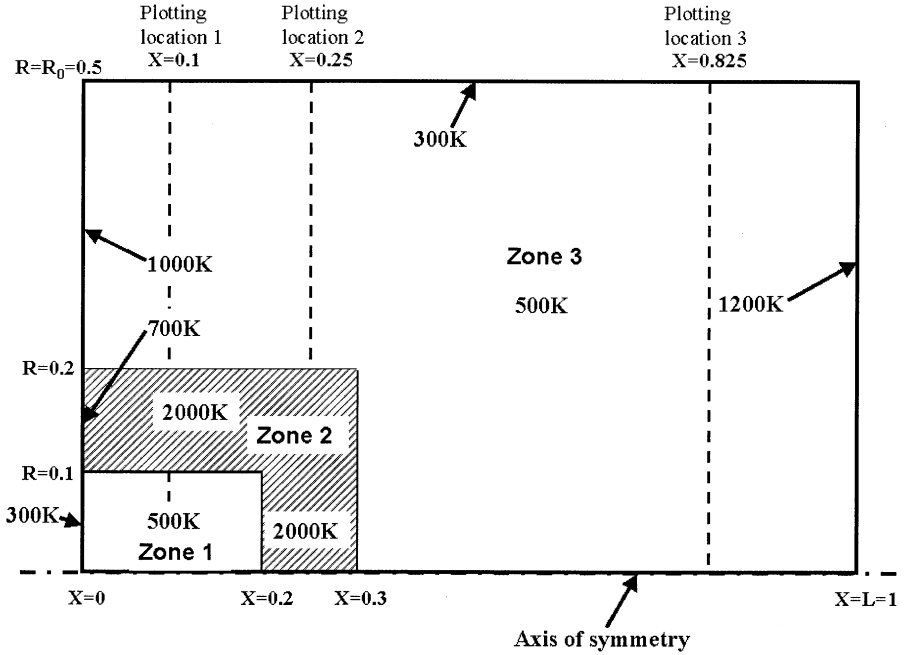 Plotting
location 1
X=0.1
Plotting
location 2
X=0.25
Plotting
location 3
X=0.825
R=R₀=0.5
300K
1000K
Zone 3
500K
1200K
700K
R=0.2
2000K
Zone 2
R=0.1
300K
500K
Zone 1
2000K
X=0
X=0.2
X=0.3
X=L=1
Axis of symmetry